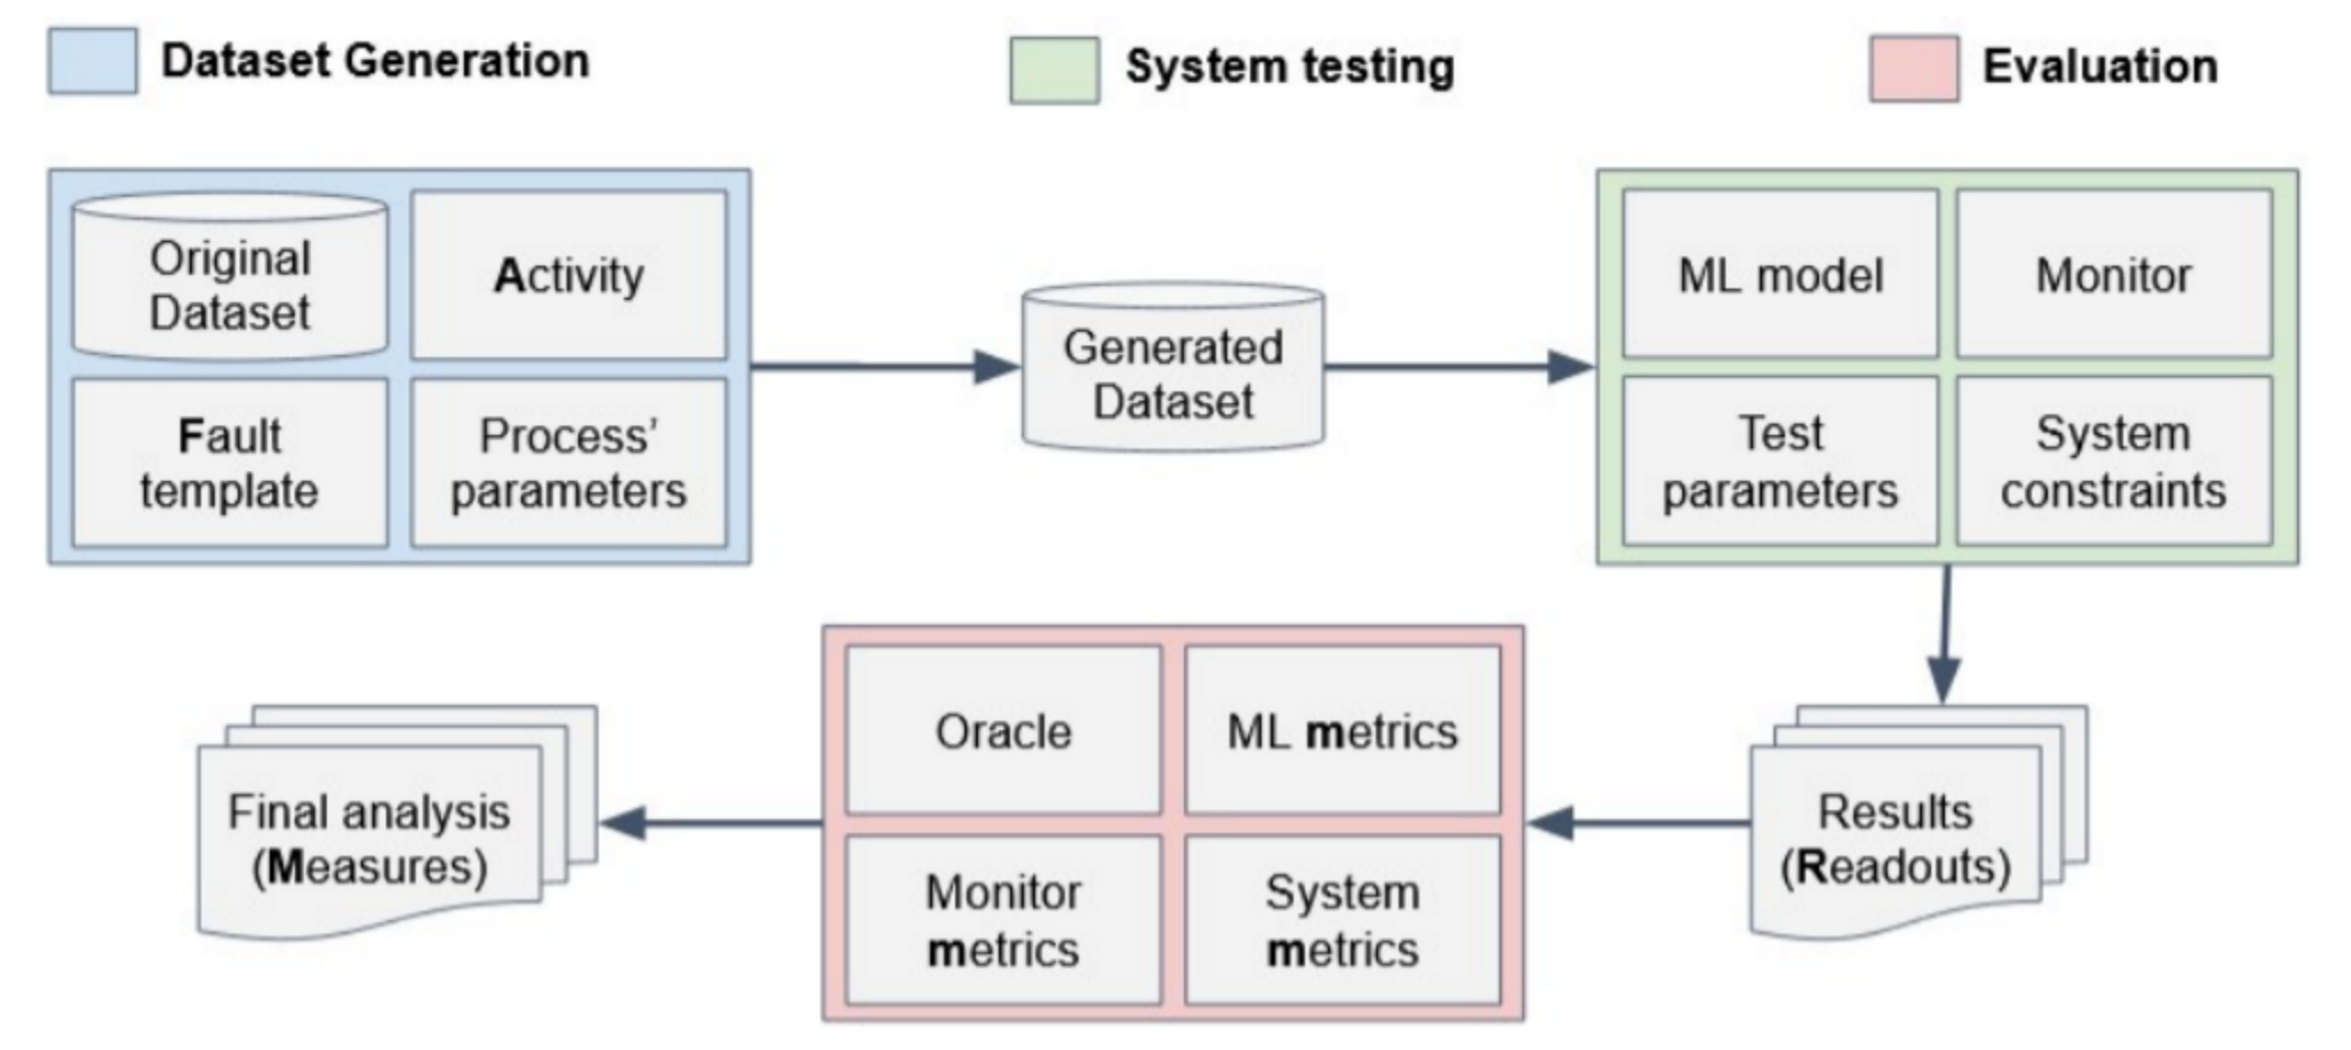 Dataset Generation
System testing
Evaluation
Original
Dataset
Activity
Fault
template
Process’
parameters
Generated
Dataset
ML model
Monitor
Test
parameters
System
constraints
Final analysis
(Measures)
Oracle
ML metrics
Monitor
metrics
System
metrics
Results
(Readouts)